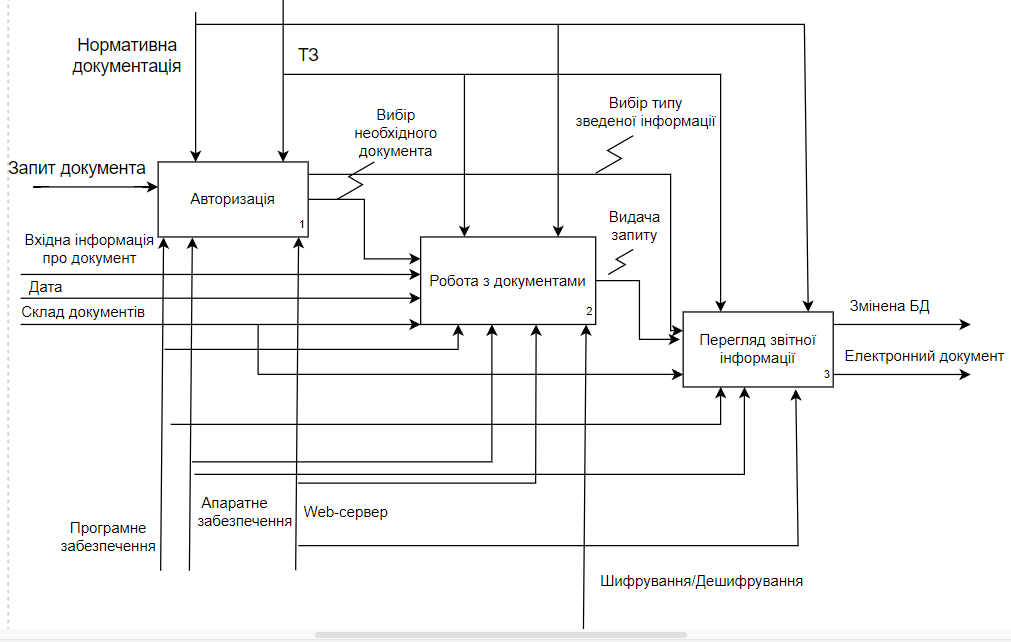 Нормативна
документація
ТЗ
Вибір
необхідного
документа
Вибір типу
зведеної інформації
Запит документа
Авторизація
1
Видача
запиту
Вхідна інформація
про документ
Дата
Склад документів
Робота з документами
2
Змінена БД
Перегляд звітної
інформації
3
Електронний документ
Апаратне
забезпечення
Web-сервер
Програмне
забезпечення
Шифрування/Дешифрування